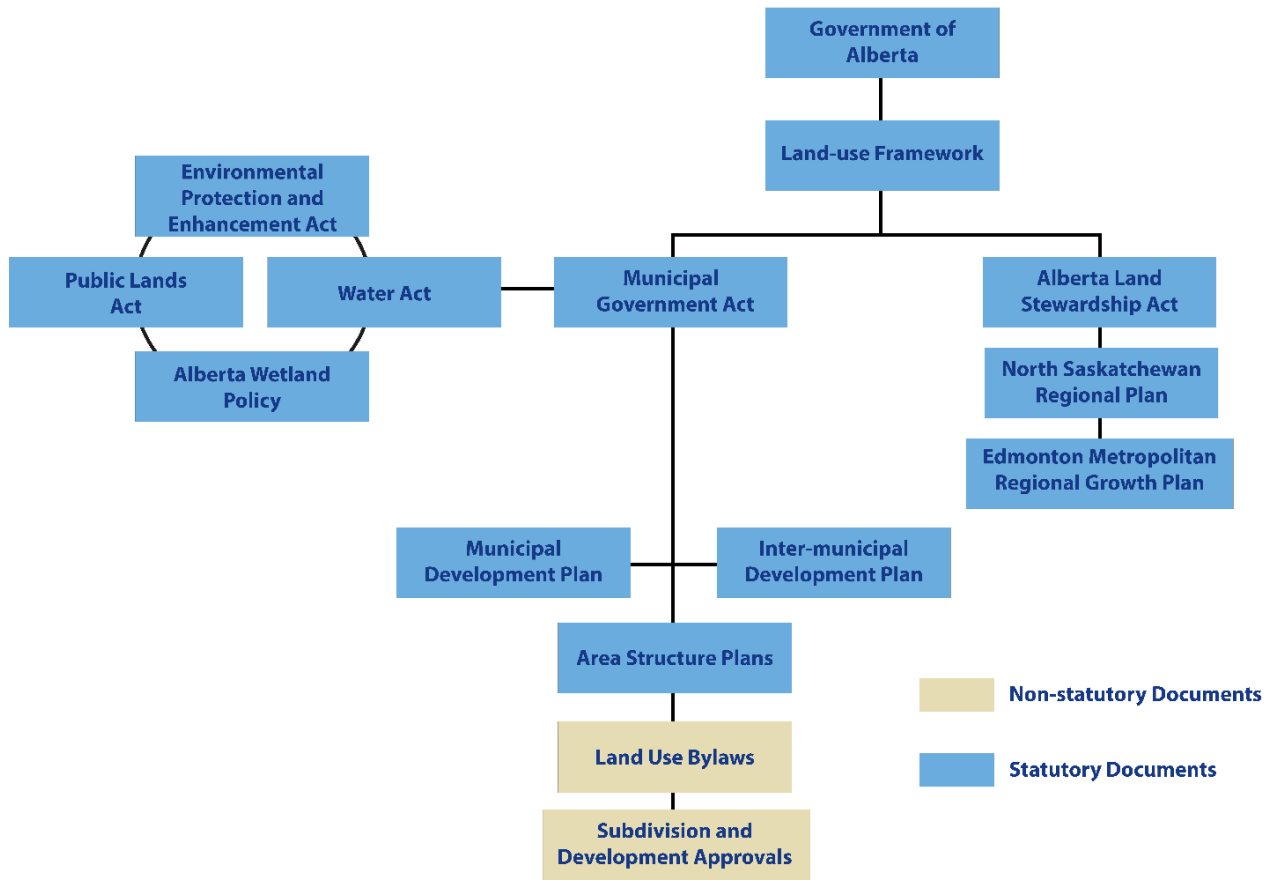 Government of
Alberta
Land-use Framework
Environmental
Protection and
Enhancement Act
Public Lands
Act
Water Act
Municipal
Government Act
Alberta Land
Stewardship Act
Alberta Wetland
Policy
North Saskatchewan
Regional Plan
Edmonton Metropolitan
Regional Growth Plan
Municipal
Development Plan
Inter-municipal
Development Plan
Area Structure Plans
Land Use Bylaws
Subdivision and
Development Approvals
Non-statutory Documents
Statutory Documents